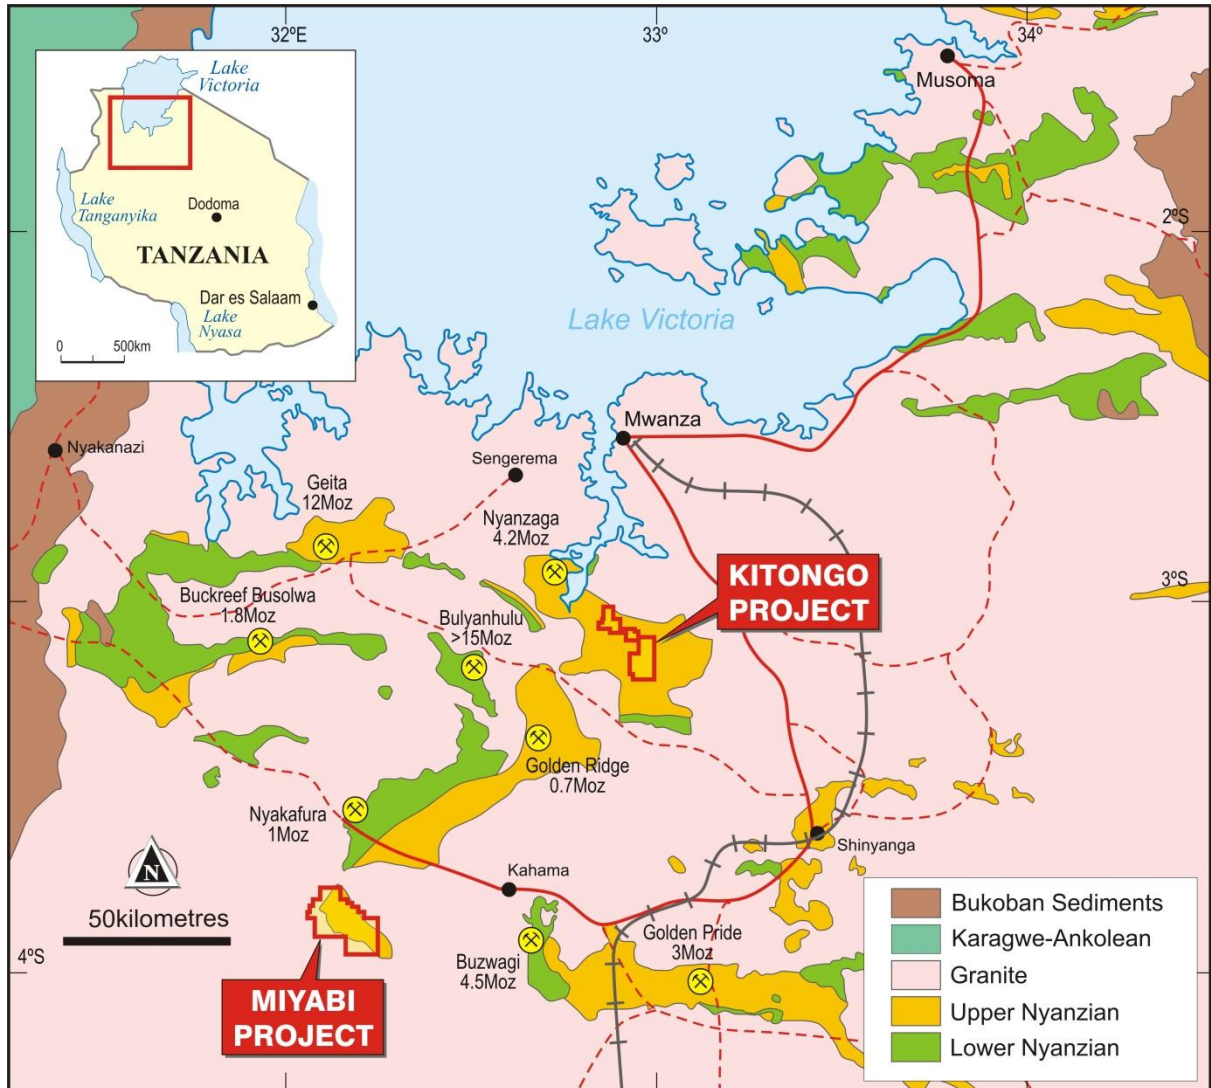 32ºE
33º
34º
Lake
Victoria
Lake
Tanganyika
Dodoma
TANZANIA
Dar es Salaam
Lake
Nyasa
0
500km
Musoma
2ºS
Lake Victoria
Mwanza
Nyakanazi
Sengerema
Geita
12Moz
Nyanzaga
4.2Moz
KITONGO
PROJECT
3ºS
Buckreef Busolwa
1.8Moz
Bulyanhulu
>15Moz
Golden Ridge
0.7Moz
Nyakafura
1Moz
Shinyanga
N
50kilometres
Kahama
Golden Pride
3Moz
Buzwagi
4.5Moz
4ºS
MIYABI
PROJECT
Bukoban Sediments
Karagwe-Ankolean
Granite
Upper Nyanzian
Lower Nyanzian